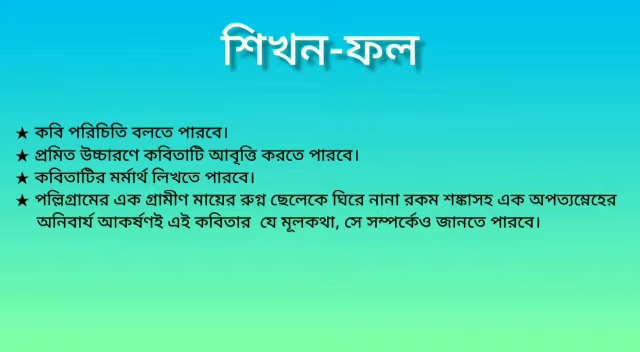 শিখন-ফল
★ কবি পরিচিতি বলতে পারবে।
★ প্রমিত উচ্চারণে কবিতাটি আবৃত্তি করতে পারবে।
★ কবিতাটির মর্মার্থ লিখতে পারবে।
★ পল্লিগ্রামের এক গ্রামীণ মায়ের রুগ্ন ছেলেকে ঘিরে নানা রকম শঙ্কাসহ এক অপত্যস্নেহের
অনিবার্য আকর্ষণই এই কবিতার যে মূলকথা, সে সম্পর্কেও জানতে পারবে।